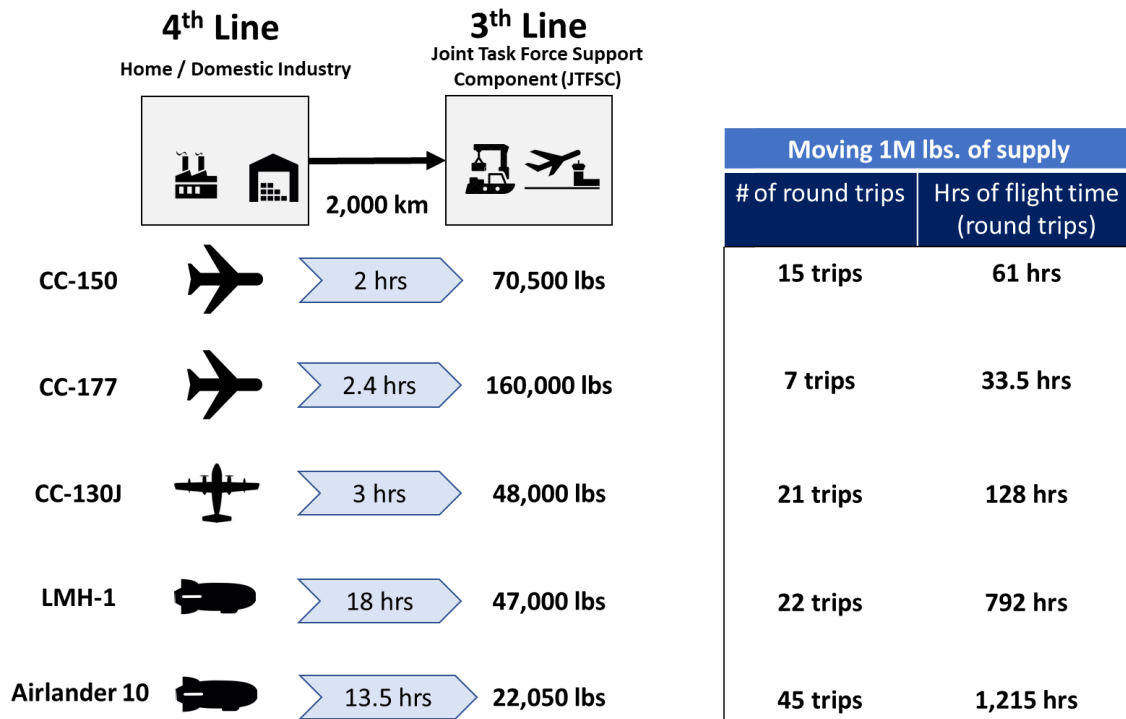 4th Line
3th Line
Home / Domestic Industry
Joint Task Force Support
Component (JTFSC)
2,000 km
Moving 1M lbs. of supply
# of round trips
Hrs of flight time
(round trips)
CC-150
2 hrs
70,500 lbs
15 trips
61 hrs
CC-177
2.4 hrs
160,000 lbs
7 trips
33.5 hrs
CC-130J
3 hrs
48,000 lbs
21 trips
128 hrs
LMH-1
18 hrs
47,000 lbs
22 trips
792 hrs
Airlander 10
13.5 hrs
22,050 lbs
45 trips
1,215 hrs